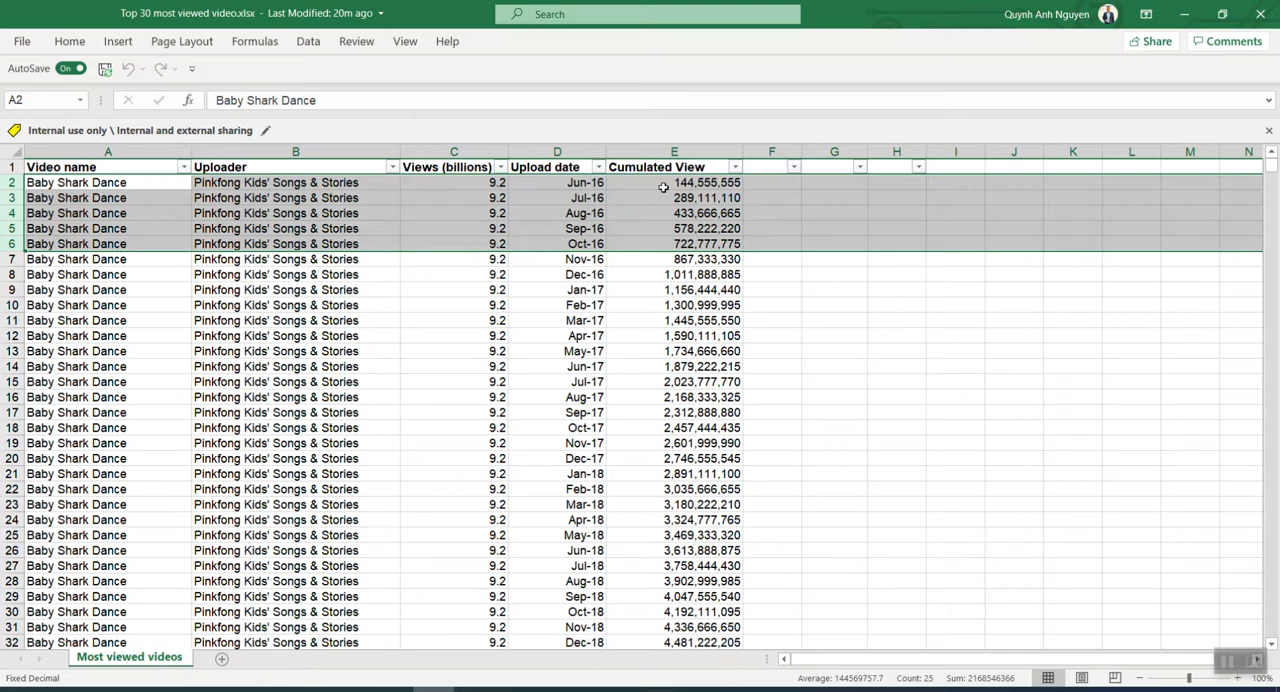 Top 30 most viewed video.xlsx - Last Modified: 20m ago
Search
Quynh Anh Nguyen
File Home Insert Page Layout Formulas Data Review View Help
Share Comments
AutoSave On
A2 fx Baby Shark Dance
Internal use only \ Internal and external sharing
A B C D E F G H I J K L M N
1 Video name Uploader Views (billions) Upload date Cumulated View
2 Baby Shark Dance Pinkfong Kids' Songs & Stories 9.2 Jun-16 144,555,555
3 Baby Shark Dance Pinkfong Kids' Songs & Stories 9.2 Jul-16 289,111,110
4 Baby Shark Dance Pinkfong Kids' Songs & Stories 9.2 Aug-16 433,666,665
5 Baby Shark Dance Pinkfong Kids' Songs & Stories 9.2 Sep-16 578,222,220
6 Baby Shark Dance Pinkfong Kids' Songs & Stories 9.2 Oct-16 722,777,775
7 Baby Shark Dance Pinkfong Kids' Songs & Stories 9.2 Nov-16 867,333,330
8 Baby Shark Dance Pinkfong Kids' Songs & Stories 9.2 Dec-16 1,011,888,885
9 Baby Shark Dance Pinkfong Kids' Songs & Stories 9.2 Jan-17 1,156,444,440
10 Baby Shark Dance Pinkfong Kids' Songs & Stories 9.2 Feb-17 1,300,999,995
11 Baby Shark Dance Pinkfong Kids' Songs & Stories 9.2 Mar-17 1,445,555,550
12 Baby Shark Dance Pinkfong Kids' Songs & Stories 9.2 Apr-17 1,590,111,105
13 Baby Shark Dance Pinkfong Kids' Songs & Stories 9.2 May-17 1,734,666,660
14 Baby Shark Dance Pinkfong Kids' Songs & Stories 9.2 Jun-17 1,879,222,215
15 Baby Shark Dance Pinkfong Kids' Songs & Stories 9.2 Jul-17 2,023,777,770
16 Baby Shark Dance Pinkfong Kids' Songs & Stories 9.2 Aug-17 2,168,333,325
17 Baby Shark Dance Pinkfong Kids' Songs & Stories 9.2 Sep-17 2,312,888,880
18 Baby Shark Dance Pinkfong Kids' Songs & Stories 9.2 Oct-17 2,457,444,435
19 Baby Shark Dance Pinkfong Kids' Songs & Stories 9.2 Nov-17 2,601,999,990
20 Baby Shark Dance Pinkfong Kids' Songs & Stories 9.2 Dec-17 2,746,555,545
21 Baby Shark Dance Pinkfong Kids' Songs & Stories 9.2 Jan-18 2,891,111,100
22 Baby Shark Dance Pinkfong Kids' Songs & Stories 9.2 Feb-18 3,035,666,655
23 Baby Shark Dance Pinkfong Kids' Songs & Stories 9.2 Mar-18 3,180,222,210
24 Baby Shark Dance Pinkfong Kids' Songs & Stories 9.2 Apr-18 3,324,777,765
25 Baby Shark Dance Pinkfong Kids' Songs & Stories 9.2 May-18 3,469,333,320
26 Baby Shark Dance Pinkfong Kids' Songs & Stories 9.2 Jun-18 3,613,888,875
27 Baby Shark Dance Pinkfong Kids' Songs & Stories 9.2 Jul-18 3,758,444,430
28 Baby Shark Dance Pinkfong Kids' Songs & Stories 9.2 Aug-18 3,902,999,985
29 Baby Shark Dance Pinkfong Kids' Songs & Stories 9.2 Sep-18 4,047,555,540
30 Baby Shark Dance Pinkfong Kids' Songs & Stories 9.2 Oct-18 4,192,111,095
31 Baby Shark Dance Pinkfong Kids' Songs & Stories 9.2 Nov-18 4,336,666,650
32 Baby Shark Dance Pinkfong Kids' Songs & Stories 9.2 Dec-18 4,481,222,205
Most viewed videos
Fixed Decimal Average: 144569757.7 Count: 25 Sum: 2168546366 100%